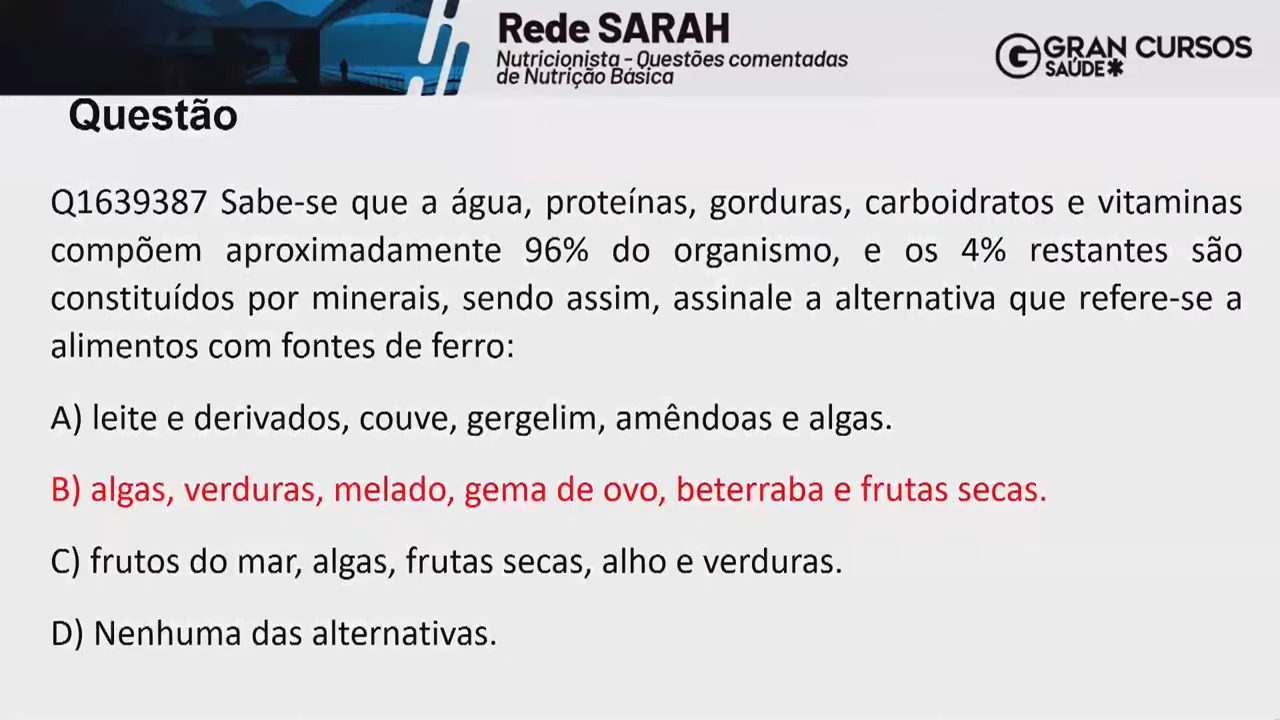 Rede SARAH
Nutricionista - Questões comentadas
de Nutrição Básica
GRAN CURSOS
SAÚDE
Questão
Q1639387 Sabe-se que a água, proteínas, gorduras, carboidratos e vitaminas
compõem aproximadamente 96% do organismo, e os 4% restantes são
constituídos por minerais, sendo assim, assinale a alternativa que refere-se a
alimentos com fontes de ferro:
A) leite e derivados, couve, gergelim, amêndoas e algas.
B) algas, verduras, melado, gema de ovo, beterraba e frutas secas.
C) frutos do mar, algas, frutas secas, alho e verduras.
D) Nenhuma das alternativas.